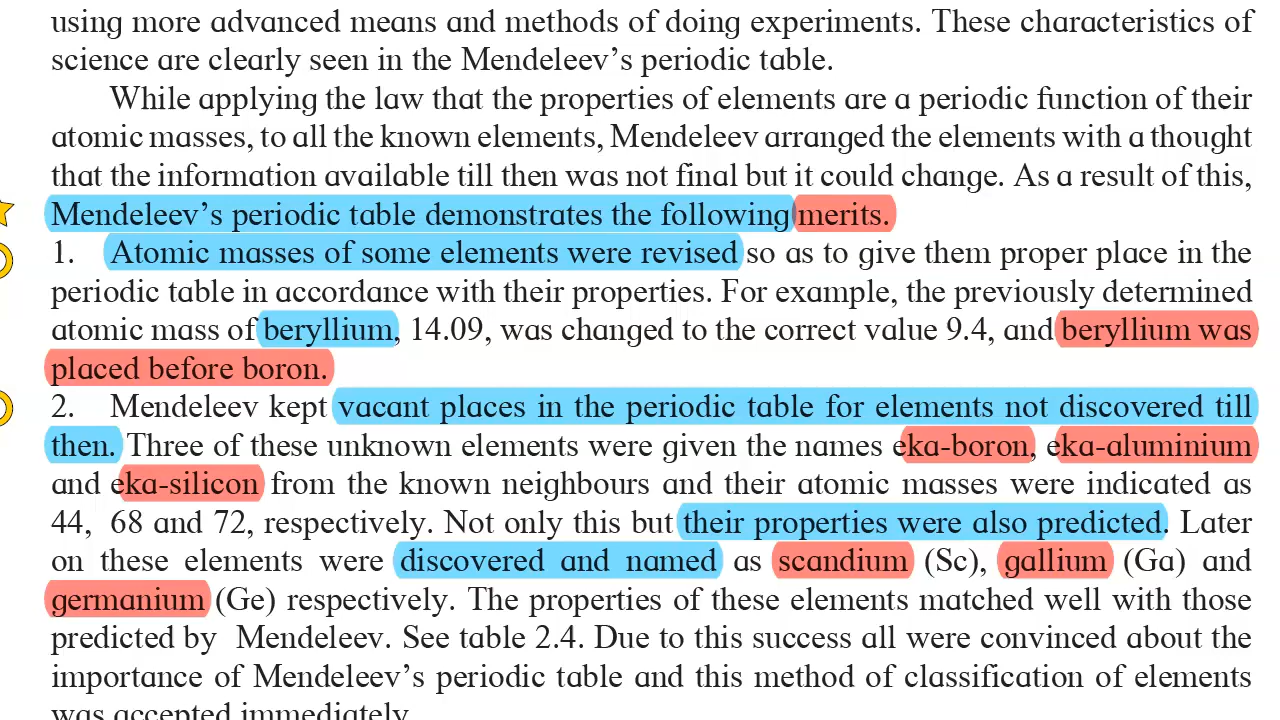 using more advanced means and methods of doing experiments. These characteristics of
science are clearly seen in the Mendeleev’s periodic table.
While applying the law that the properties of elements are a periodic function of their
atomic masses, to all the known elements, Mendeleev arranged the elements with a thought
that the information available till then was not final but it could change. As a result of this,
Mendeleev’s periodic table demonstrates the following merits.
1. Atomic masses of some elements were revised so as to give them proper place in the
periodic table in accordance with their properties. For example, the previously determined
atomic mass of beryllium, 14.09, was changed to the correct value 9.4, and beryllium was
placed before boron.
2. Mendeleev kept vacant places in the periodic table for elements not discovered till
then. Three of these unknown elements were given the names eka-boron, eka-aluminium
and eka-silicon from the known neighbours and their atomic masses were indicated as
44, 68 and 72, respectively. Not only this but their properties were also predicted. Later
on these elements were discovered and named as scandium (Sc), gallium (Ga) and
germanium (Ge) respectively. The properties of these elements matched well with those
predicted by Mendeleev. See table 2.4. Due to this success all were convinced about the
importance of Mendeleev’s periodic table and this method of classification of elements
was accepted immediately.